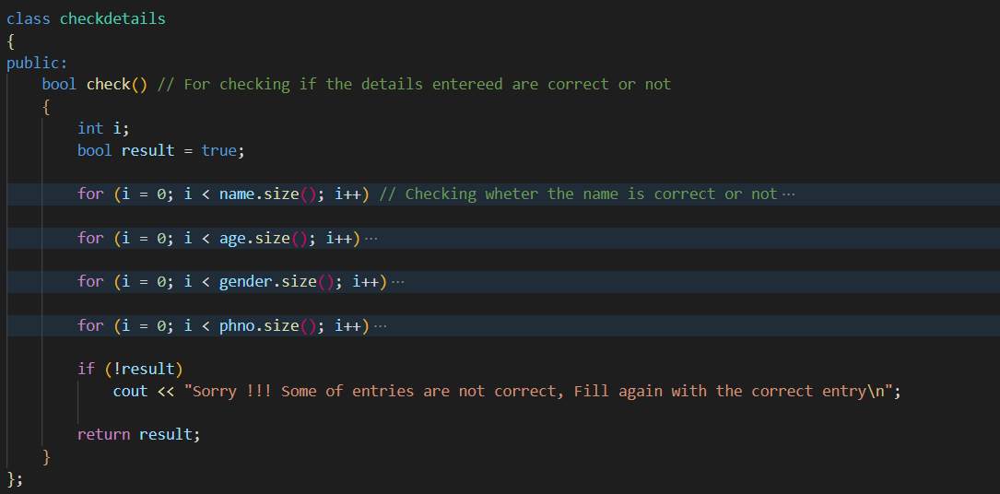 class checkdetails
{
public:
    bool check() // For checking if the details entereed are correct or not
    {
        int i;
        bool result = true;

        for (i = 0; i < name.size(); i++) // Checking wheter the name is correct or not ···

        for (i = 0; i < age.size(); i++) ···

        for (i = 0; i < gender.size(); i++) ···

        for (i = 0; i < phno.size(); i++) ···

        if (!result)
            cout << "Sorry !!! Some of entries are not correct, Fill again with the correct entry\n";

        return result;
    }
};